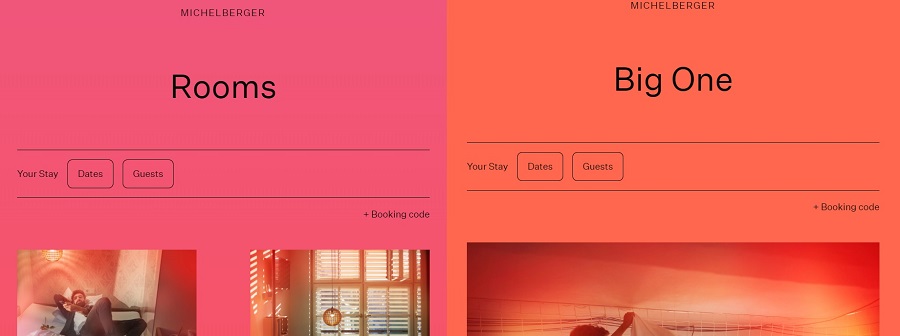 MICHELBERGER
Rooms
Your Stay Dates Guests
+ Booking code
MICHELBERGER
Big One
Your Stay Dates Guests
+ Booking code